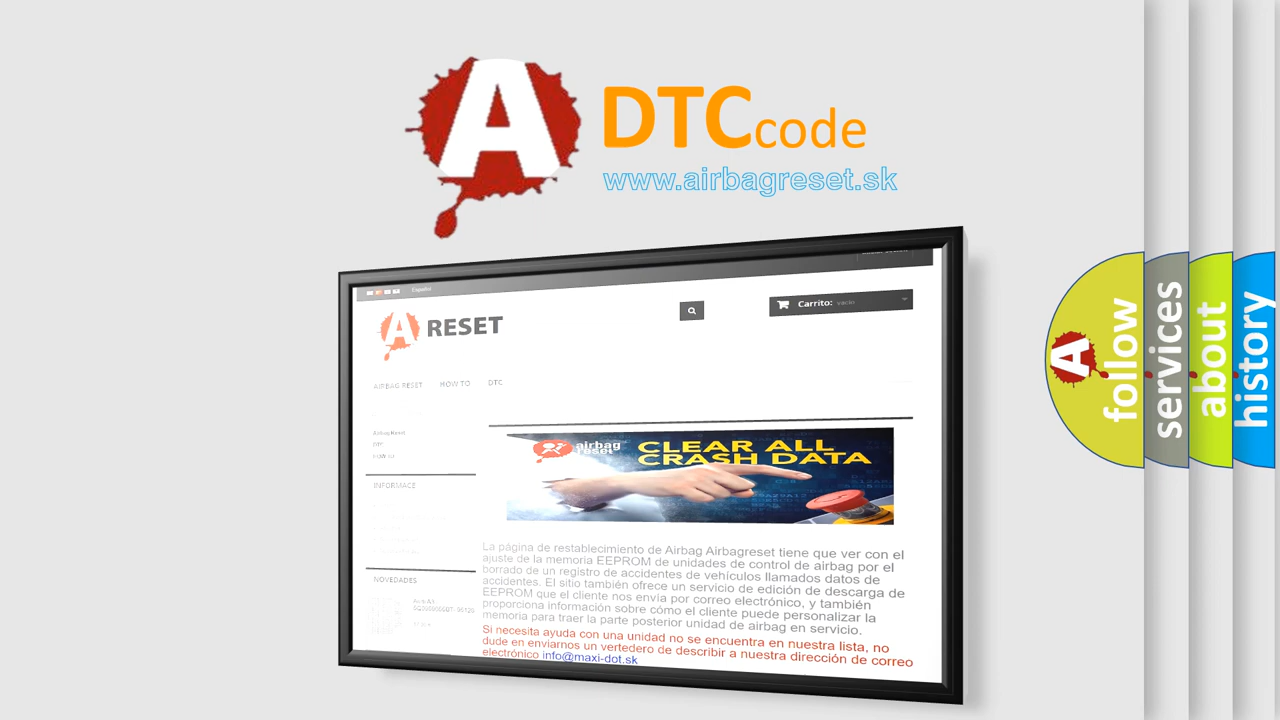 A DTC code
www.airbagreset.sk
Español
Carrito: vacío
A RESET
AIRBAG RESET HOW TO DTC
Airbag Reset
DTC
INFORMACE
NOVEDADES
airbag
reset
CLEAR ALL
CRASH DATA
La página de restablecimiento de Airbag Airbagreset tiene que ver con el
ajuste de la memoria EEPROM de unidades de control de airbag por el
borrado de un registro de accidentes de vehículos llamados datos de
accidentes. El sitio también ofrece un servicio de edición de descarga de
EEPROM que el cliente nos envía por correo electrónico, y también
proporciona información sobre cómo el cliente puede personalizar la
memoria para traer la parte posterior unidad de airbag en servicio.
Si necesita ayuda con una unidad no se encuentra en nuestra lista, no
dude en enviarnos un vertedero de describir a nuestra dirección de correo
electrónico info@maxi-dot.sk
A follow
services
about
history